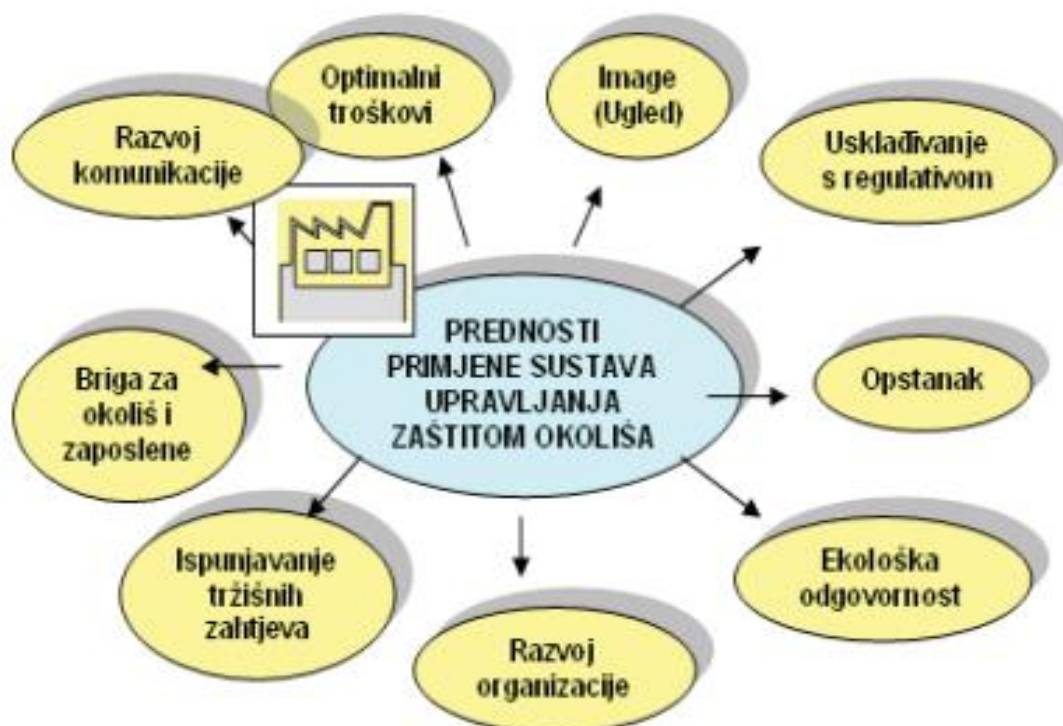 Optimalni
troškovi
Image
(Ugled)
Razvoj
komunikacije
Usklađivanje
s regulativom
PREDNOSTI
PRIMJENE SUSTAVA
UPRAVLJANJA
ZAŠTITOM OKOLIŠA
Briga za
okoliš i
zaposlene
Opstanak
Ispunjavanje
tržišnih
zahtjeva
Ekološka
odgovornost
Razvoj
organizacije